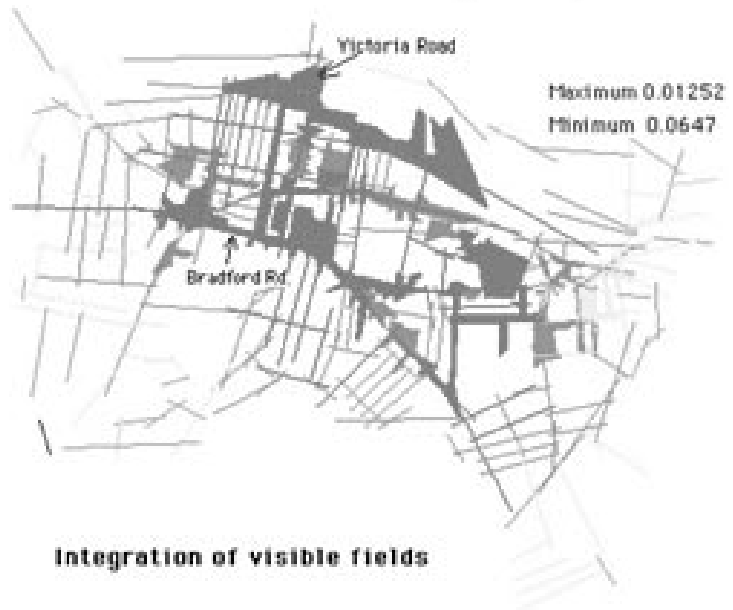 Victoria Road
Maximum 0.01252
Minimum 0.0647
Bradford Rd
Integration of visible fields